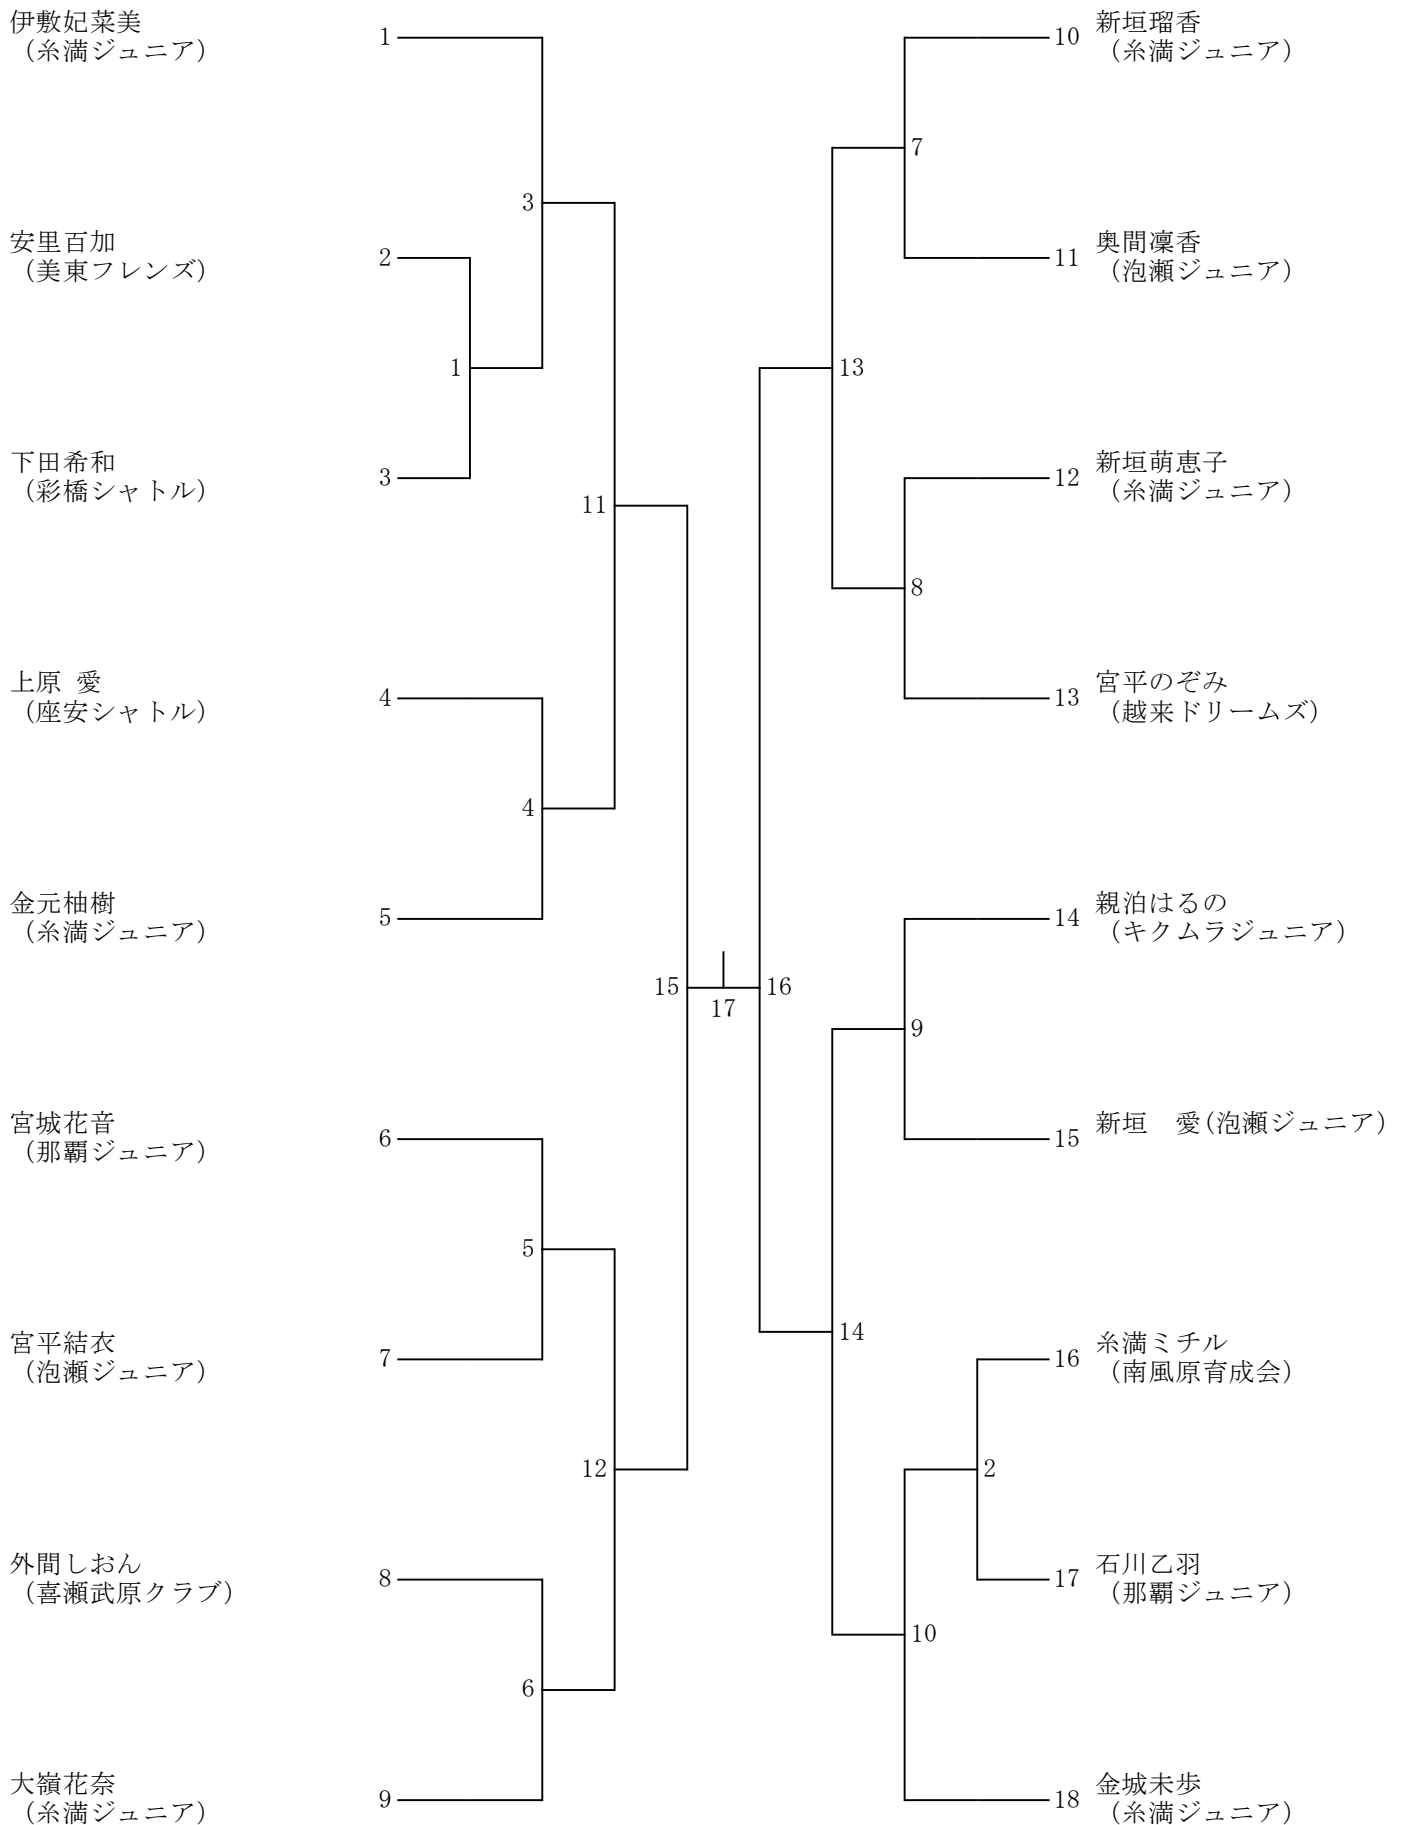 伊敷妃菜美
（糸満ジュニア）
1
3
安里百加
（美東フレンズ）
2
1
下田希和
（彩橋シャトル）
3
11
上原 愛
（座安シャトル）
4
4
金元柚樹
（糸満ジュニア）
5
15
17
宮城花音
（那覇ジュニア）
6
5
宮平結衣
（泡瀬ジュニア）
7
12
外間しおん
（喜瀬武原クラブ）
8
6
大嶺花奈
（糸満ジュニア）
9
10 新垣瑠香
（糸満ジュニア）
7
11 奥間凜香
（泡瀬ジュニア）
13
12 新垣萌恵子
（糸満ジュニア）
8
13 宮平のぞみ
（越来ドリームズ）
14 親泊はるの
（キクムラジュニア）
16
9
15 新垣　愛(泡瀬ジュニア）
14
16 糸満ミチル
（南風原育成会）
2
17 石川乙羽
（那覇ジュニア）
10
18 金城未歩
（糸満ジュニア）